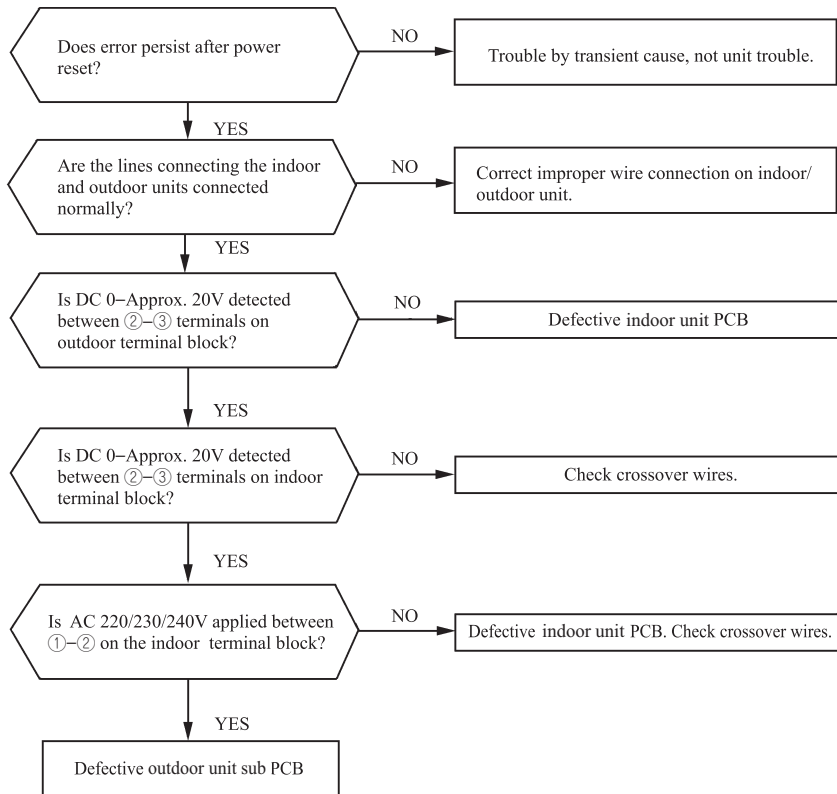 Does error persist after power
reset?
NO
Trouble by transient cause, not unit trouble.
YES
Are the lines connecting the indoor
and outdoor units connected
normally?
NO
Correct improper wire connection on indoor/
outdoor unit.
YES
Is DC 0–Approx. 20V detected
between ②–③ terminals on
outdoor terminal block?
NO
Defective indoor unit PCB
YES
Is DC 0–Approx. 20V detected
between ②–③ terminals on indoor
terminal block?
NO
Check crossover wires.
YES
Is AC 220/230/240V applied between
①–② on the indoor terminal block?
NO
Defective indoor unit PCB. Check crossover wires.
YES
Defective outdoor unit sub PCB